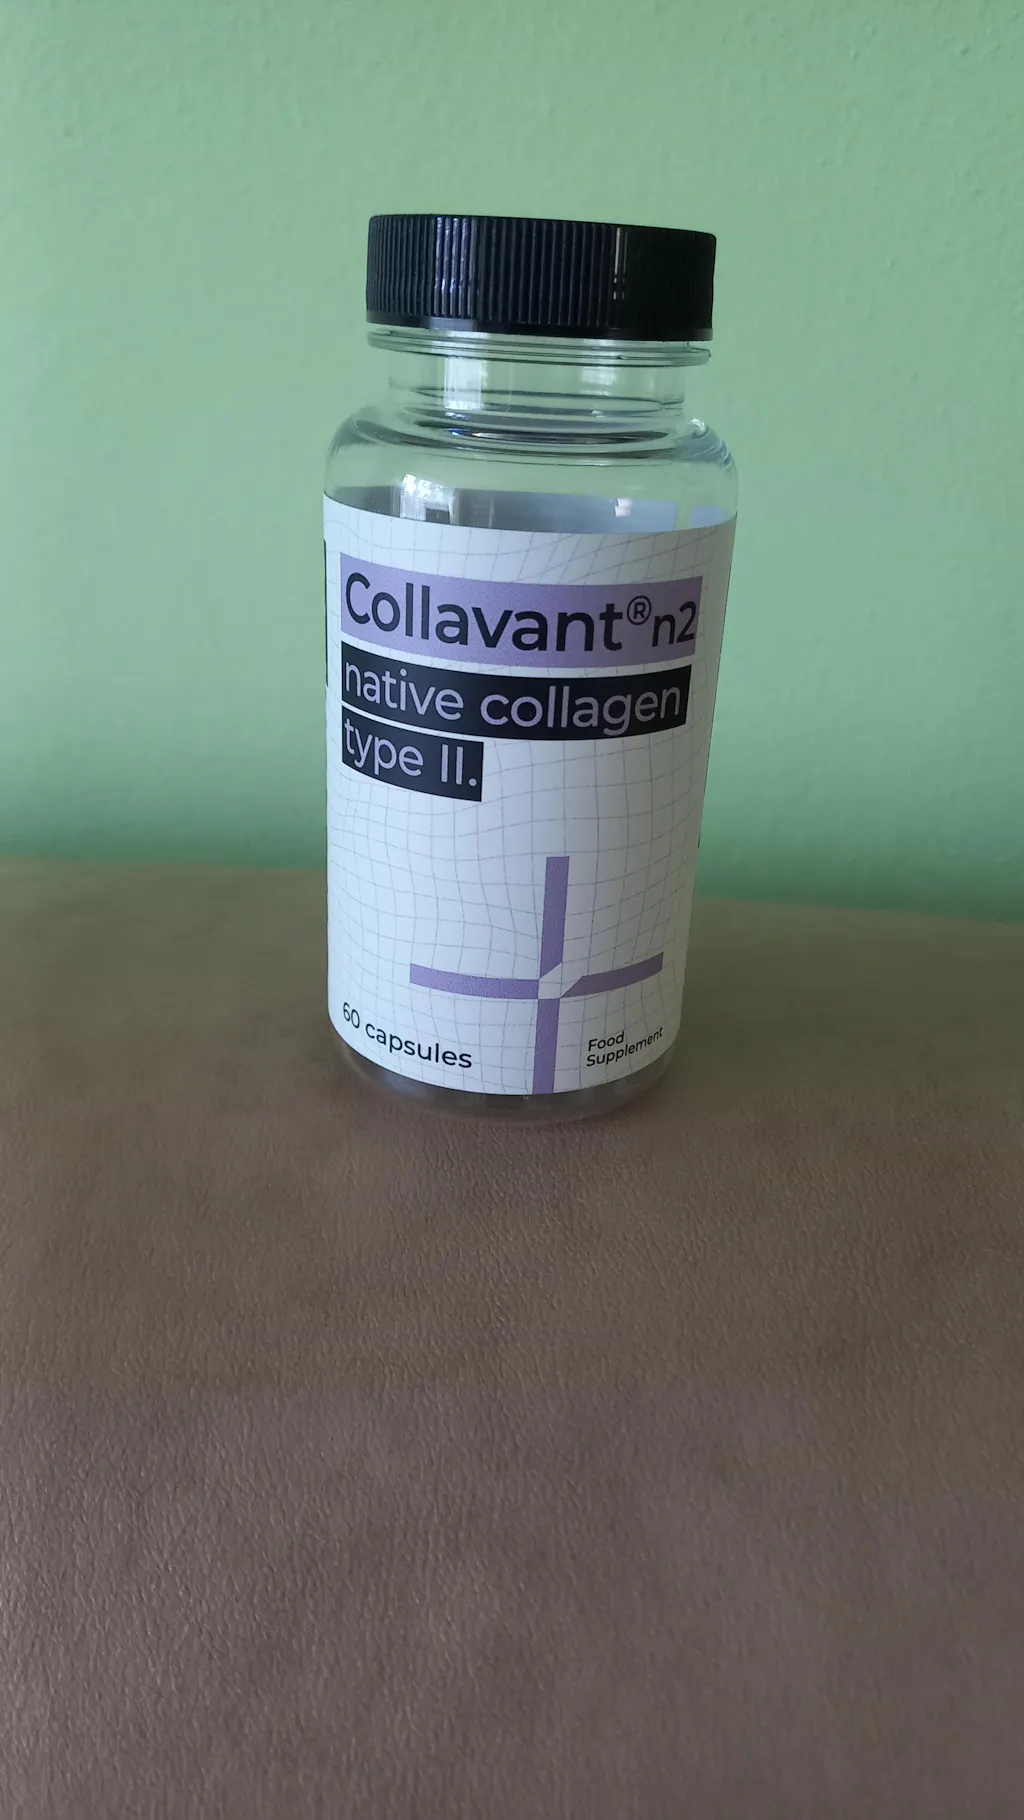 Collavant®n2
native collagen
type II.
60 capsules
Food
Supplement